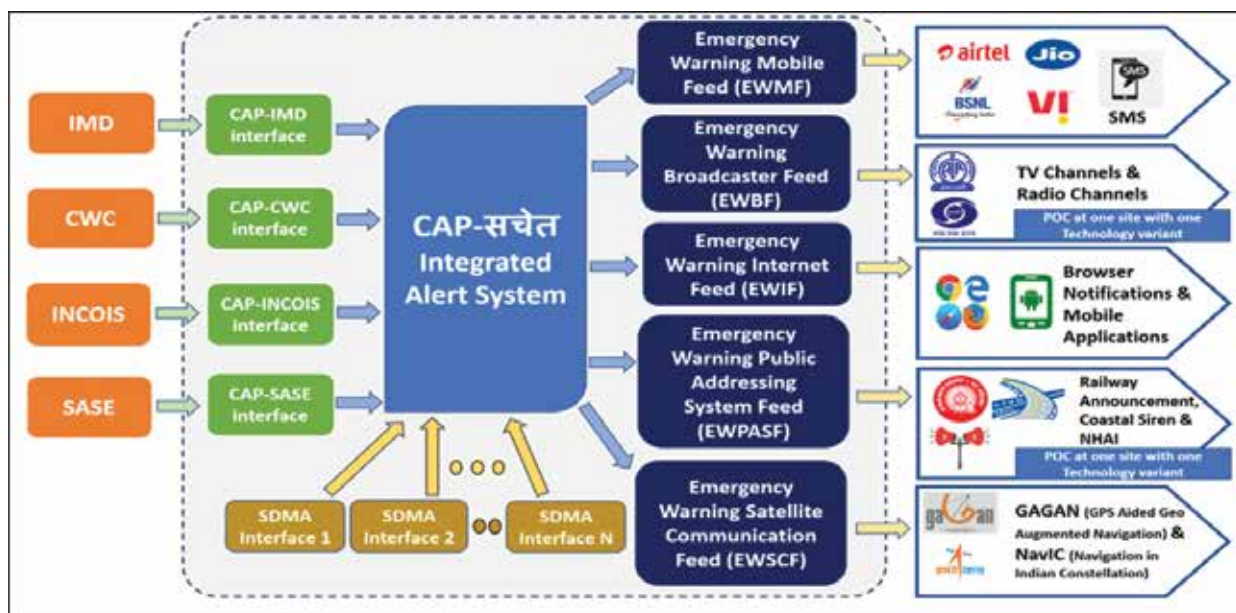 IMD
CWC
INCOIS
SASE
CAP-IMD
interface
CAP-CWC
interface
CAP-INCOIS
interface
CAP-SASE
interface
CAP-सचेत
Integrated
Alert System
SDMA
Interface 1
SDMA
Interface 2
SDMA
Interface N
Emergency
Warning Mobile
Feed (EWMF)
Emergency
Warning
Broadcaster Feed
(EWBF)
Emergency
Warning Internet
Feed (EWIF)
Emergency
Warning Public
Addressing
System Feed
(EWPASF)
Emergency
Warning Satellite
Communication
Feed (EWSCF)
airtel
Jio
BSNL
VI
SMS
SMS
TV Channels &
Radio Channels
POC at one site with one
Technology variant
Browser
Notifications &
Mobile
Applications
Railway
Announcement,
Coastal Siren &
NHAI
POC at one site with one
Technology variant
gagan
GAGAN (GPS Aided Geo
Augmented Navigation) &
NavIC (Navigation in
Indian Constellation)